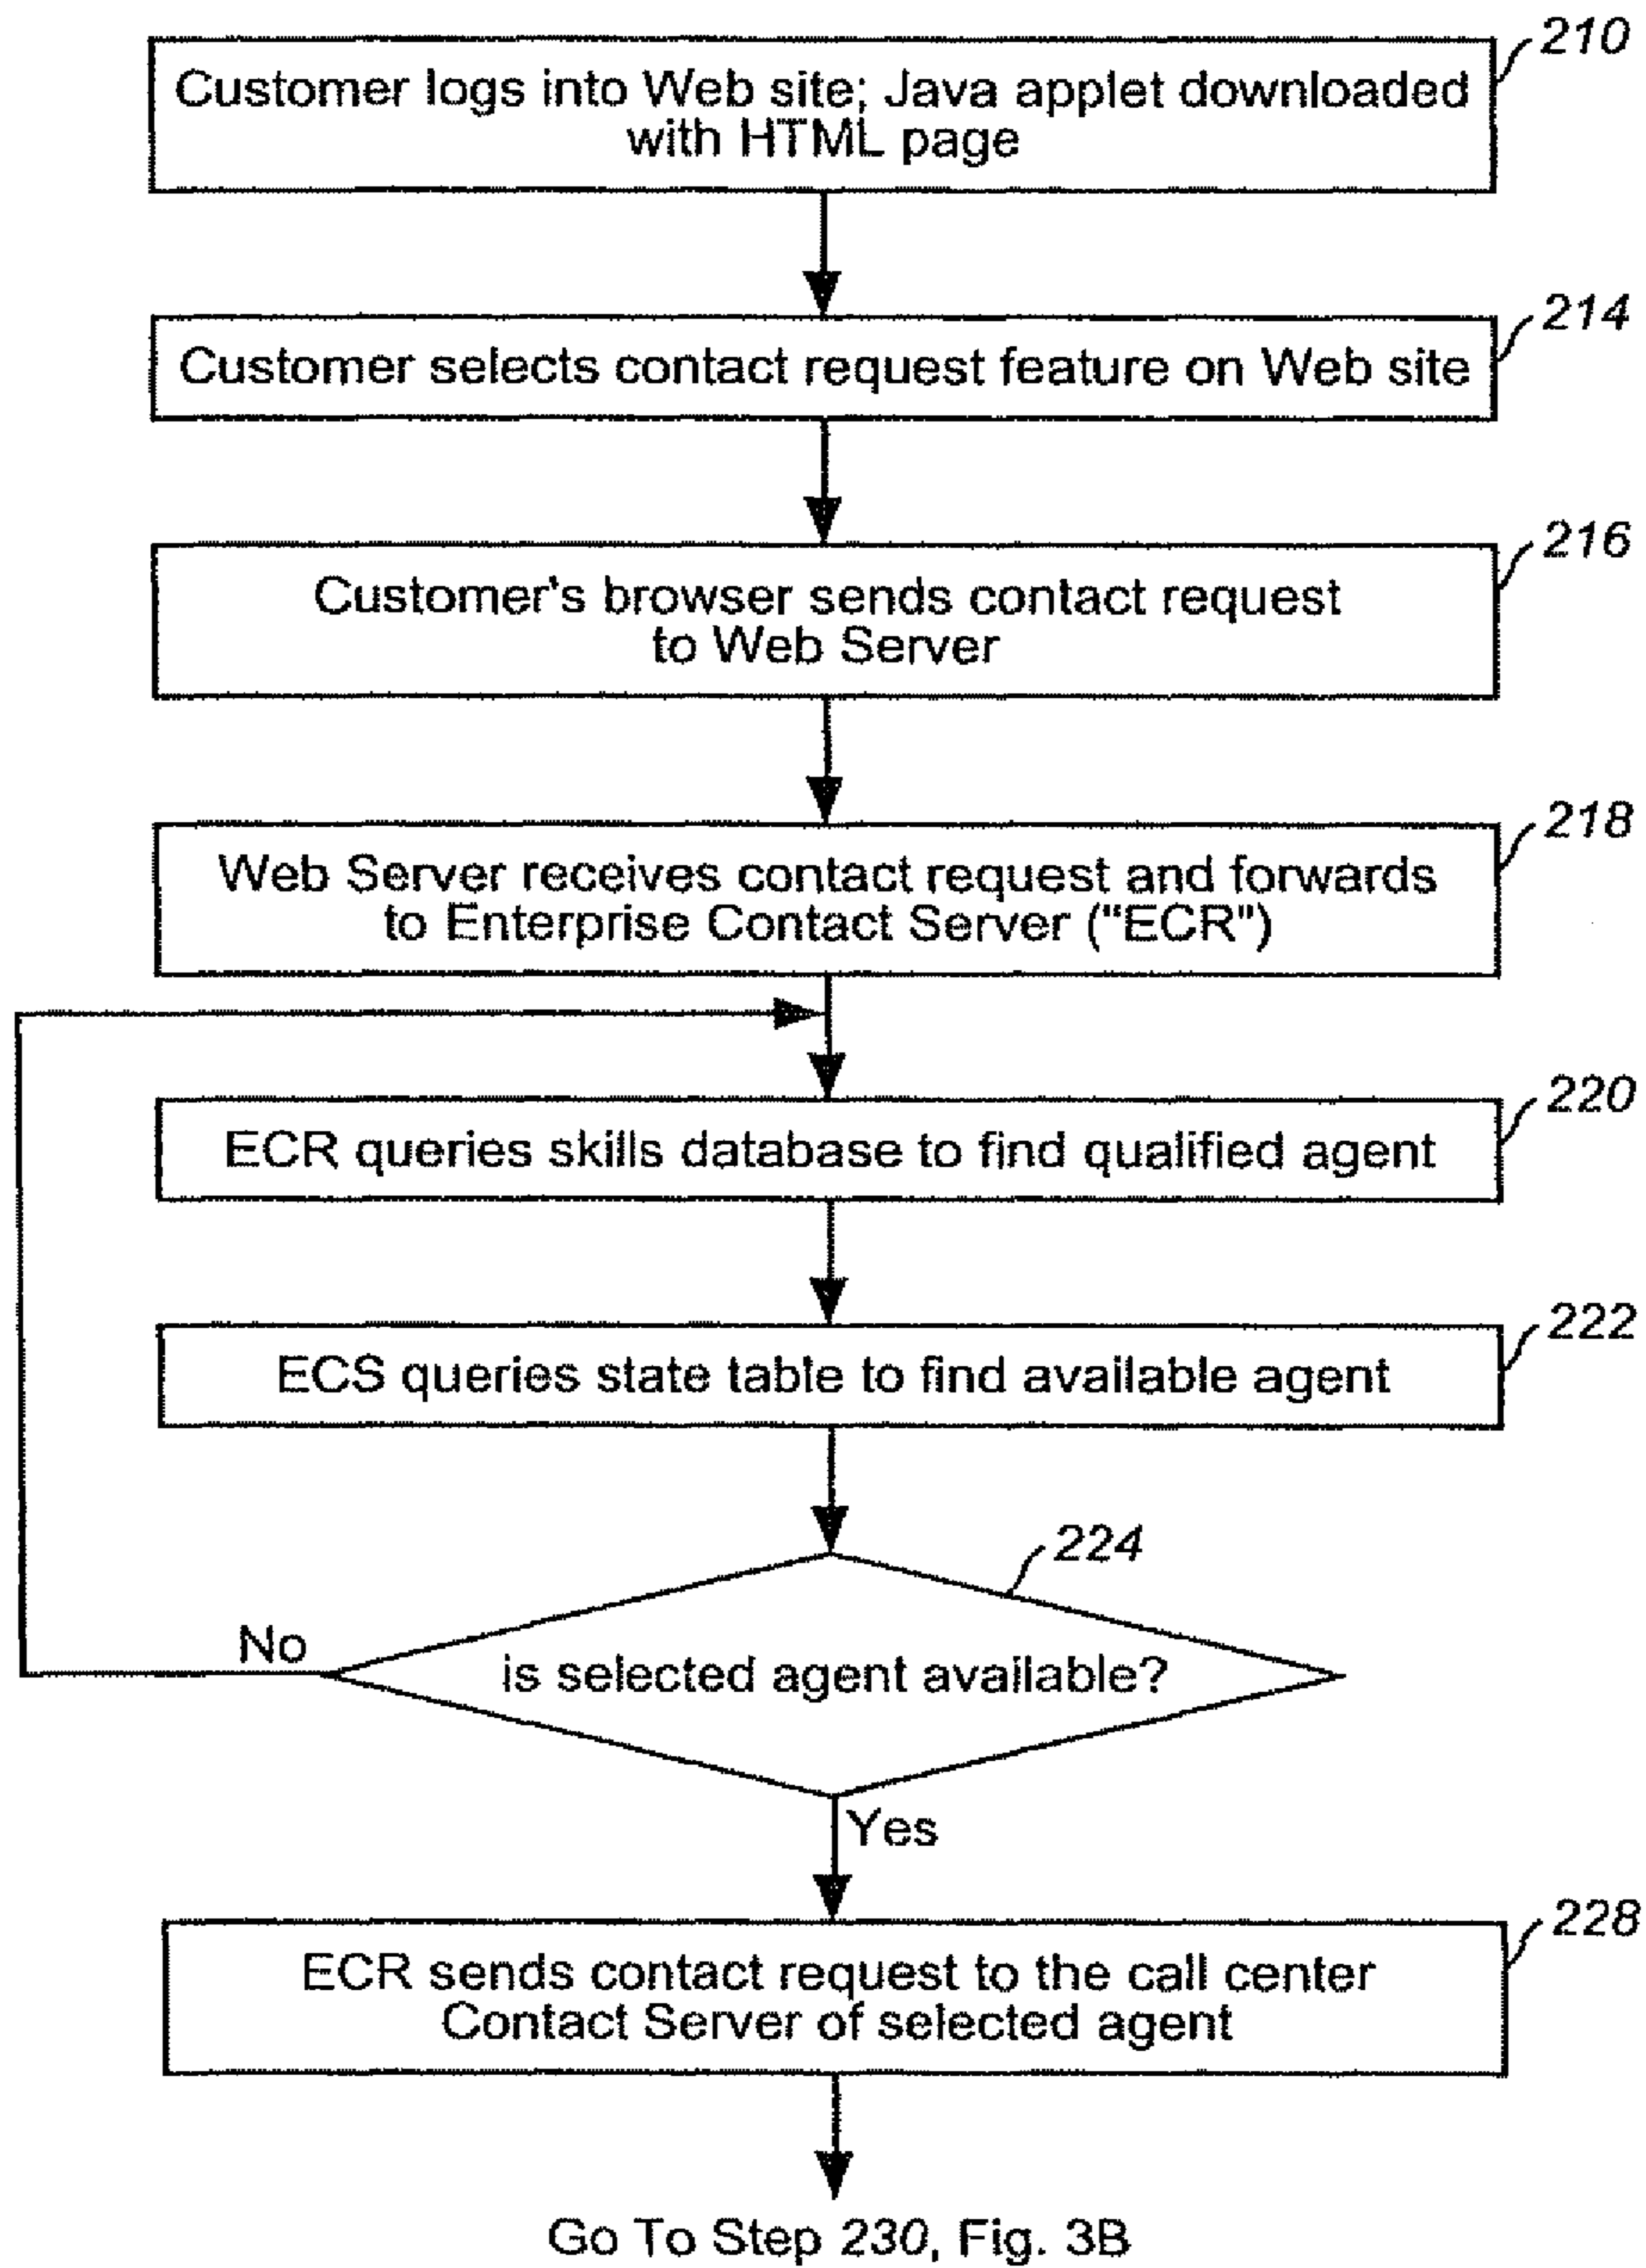 210
Customer logs into Web site; Java applet downloaded
with HTML page
214
Customer selects contact request feature on Web site
216
Customer's browser sends contact request
to Web Server
218
Web Server receives contact request and forwards
to Enterprise Contact Server ("ECR")
220
ECR queries skills database to find qualified agent
222
ECS queries state table to find available agent
224
No
is selected agent available?
Yes
228
ECR sends contact request to the call center
Contact Server of selected agent
Go To Step 230, Fig. 3B